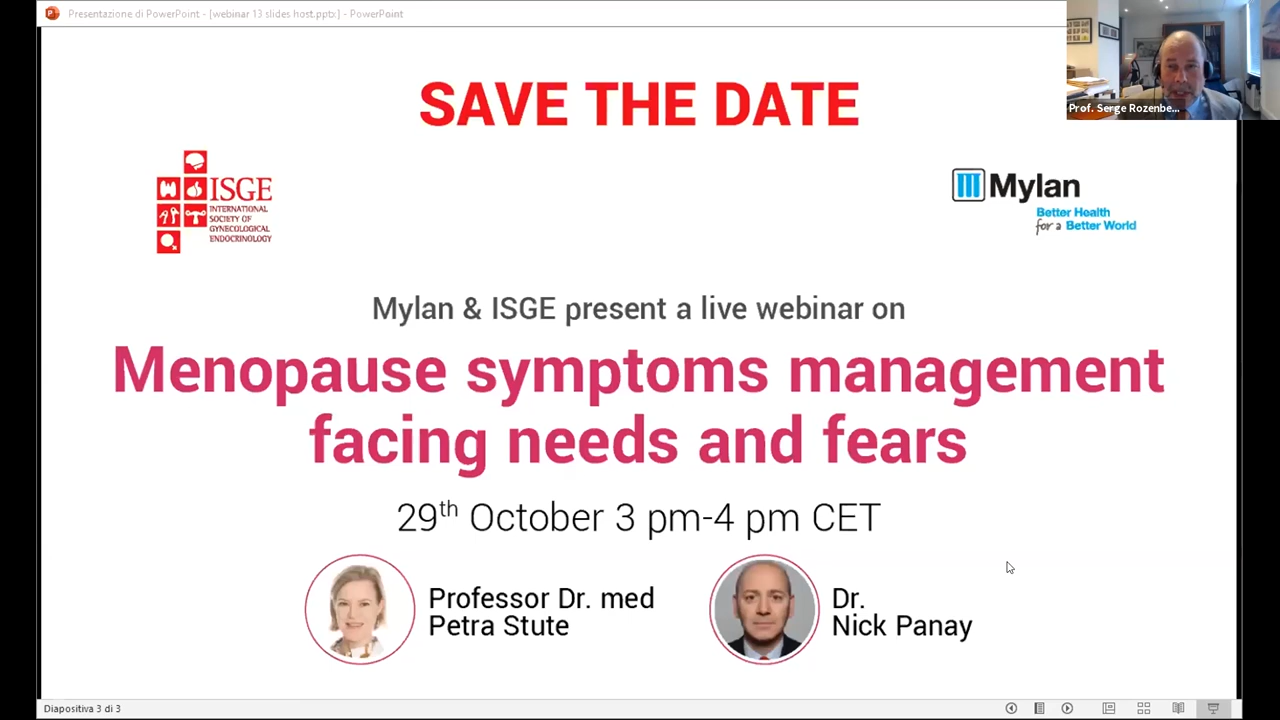 Presentazione di PowerPoint - [webinar 13 slides host.pptx] - PowerPoint
Prof. Serge Rozenbe...
SAVE THE DATE
ISGE
INTERNATIONAL
SOCIETY OF
GYNECOLOGICAL
ENDOCRINOLOGY
Mylan
Better Health
for a Better World
Mylan & ISGE present a live webinar on
Menopause symptoms management
facing needs and fears
29th October 3 pm-4 pm CET
Professor Dr. med
Petra Stute
Dr.
Nick Panay
Diapositiva 3 di 3